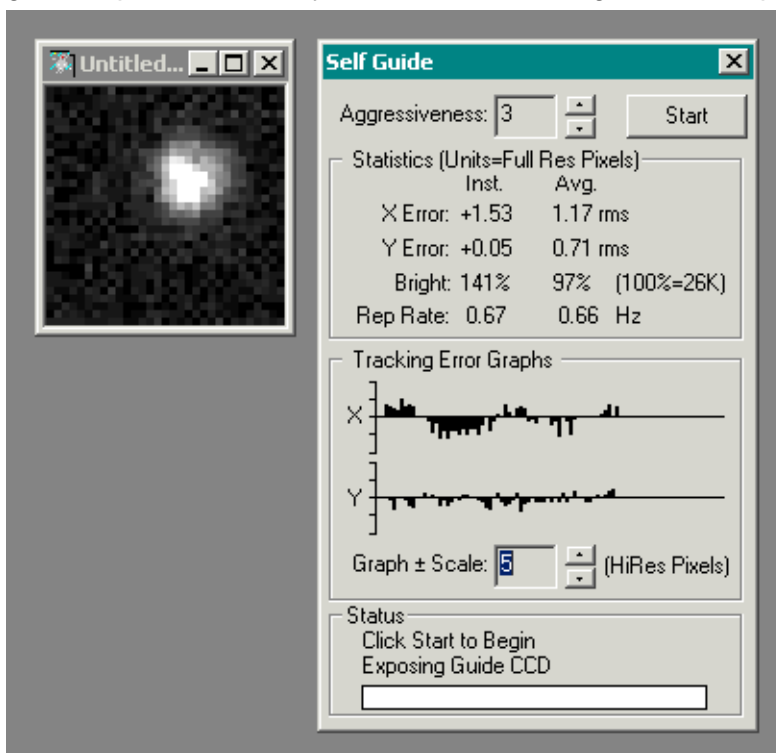 Untitled...
Self Guide
Aggressiveness: 3
Start
Statistics (Units=Full Res Pixels)
Inst. Avg.
X Error: +1.53 1.17 rms
Y Error: +0.05 0.71 rms
Bright: 141% 97% (100%=26K)
Rep Rate: 0.67 0.66 Hz
Tracking Error Graphs
X
Y
Graph ± Scale: 5 (HiRes Pixels)
Status
Click Start to Begin
Exposing Guide CCD